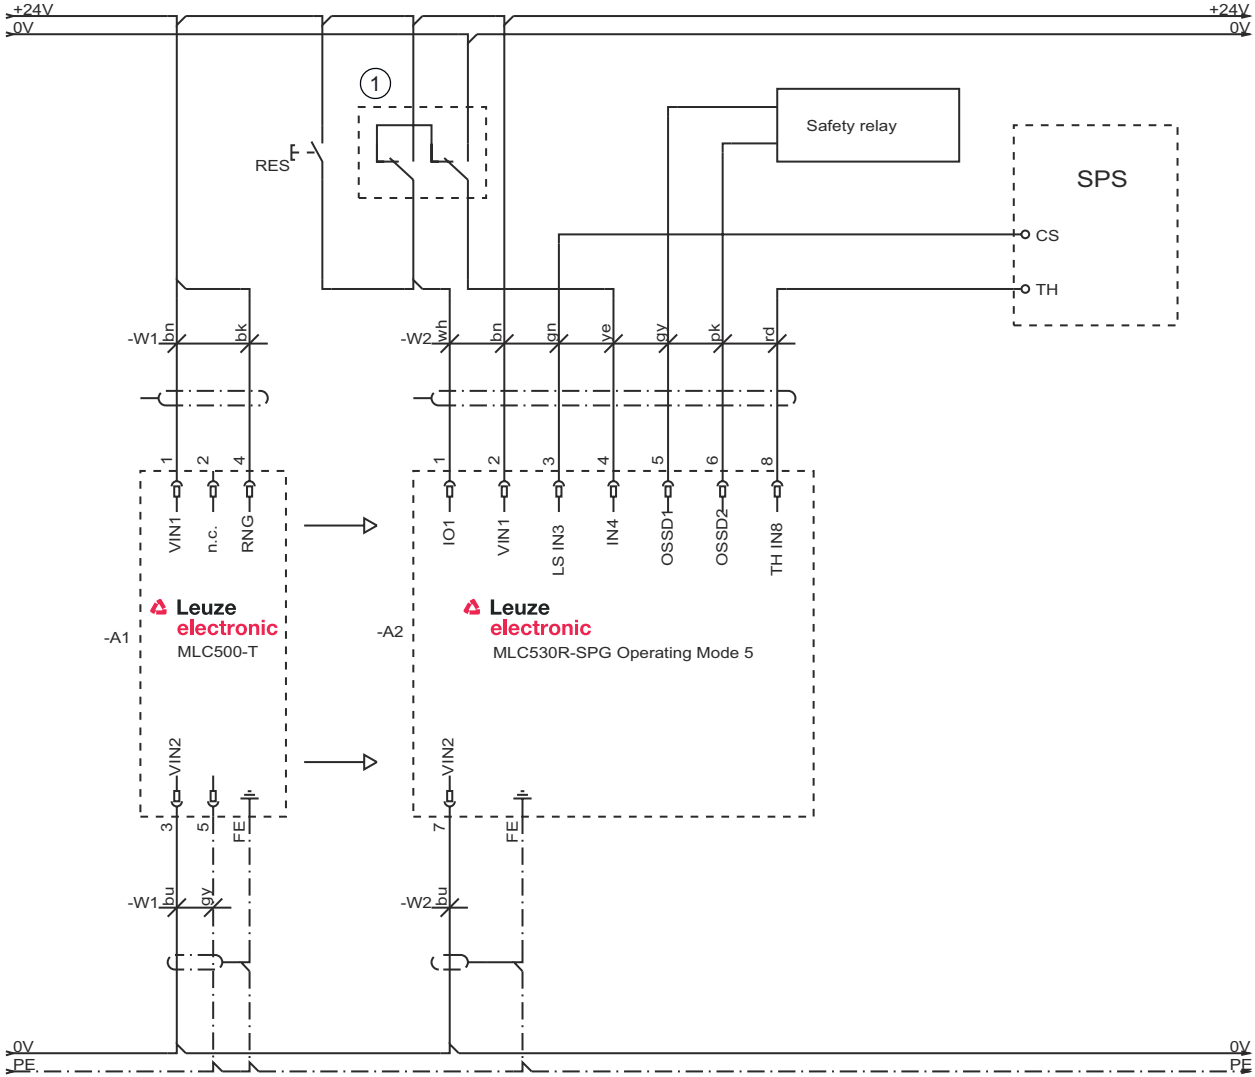 +24V
+24V
0V
0V
1
Safety relay
SPS
RES
CS
TH
-W1
bn
bk
-W2
wh
bn
gn
ye
gy
pk
rd
1
2
4
1
2
3
4
5
6
8
VIN1
n.c.
RNG
IO1
VIN1
LS IN3
IN4
OSSD1
OSSD2
TH IN8
Leuze
electronic
MLC500-T
-A1
Leuze
electronic
MLC530R-SPG Operating Mode 5
-A2
VIN2
VIN2
3
5
FE
7
FE
-W1
bu
gy
-W2
bu
0V
0V
PE
PE